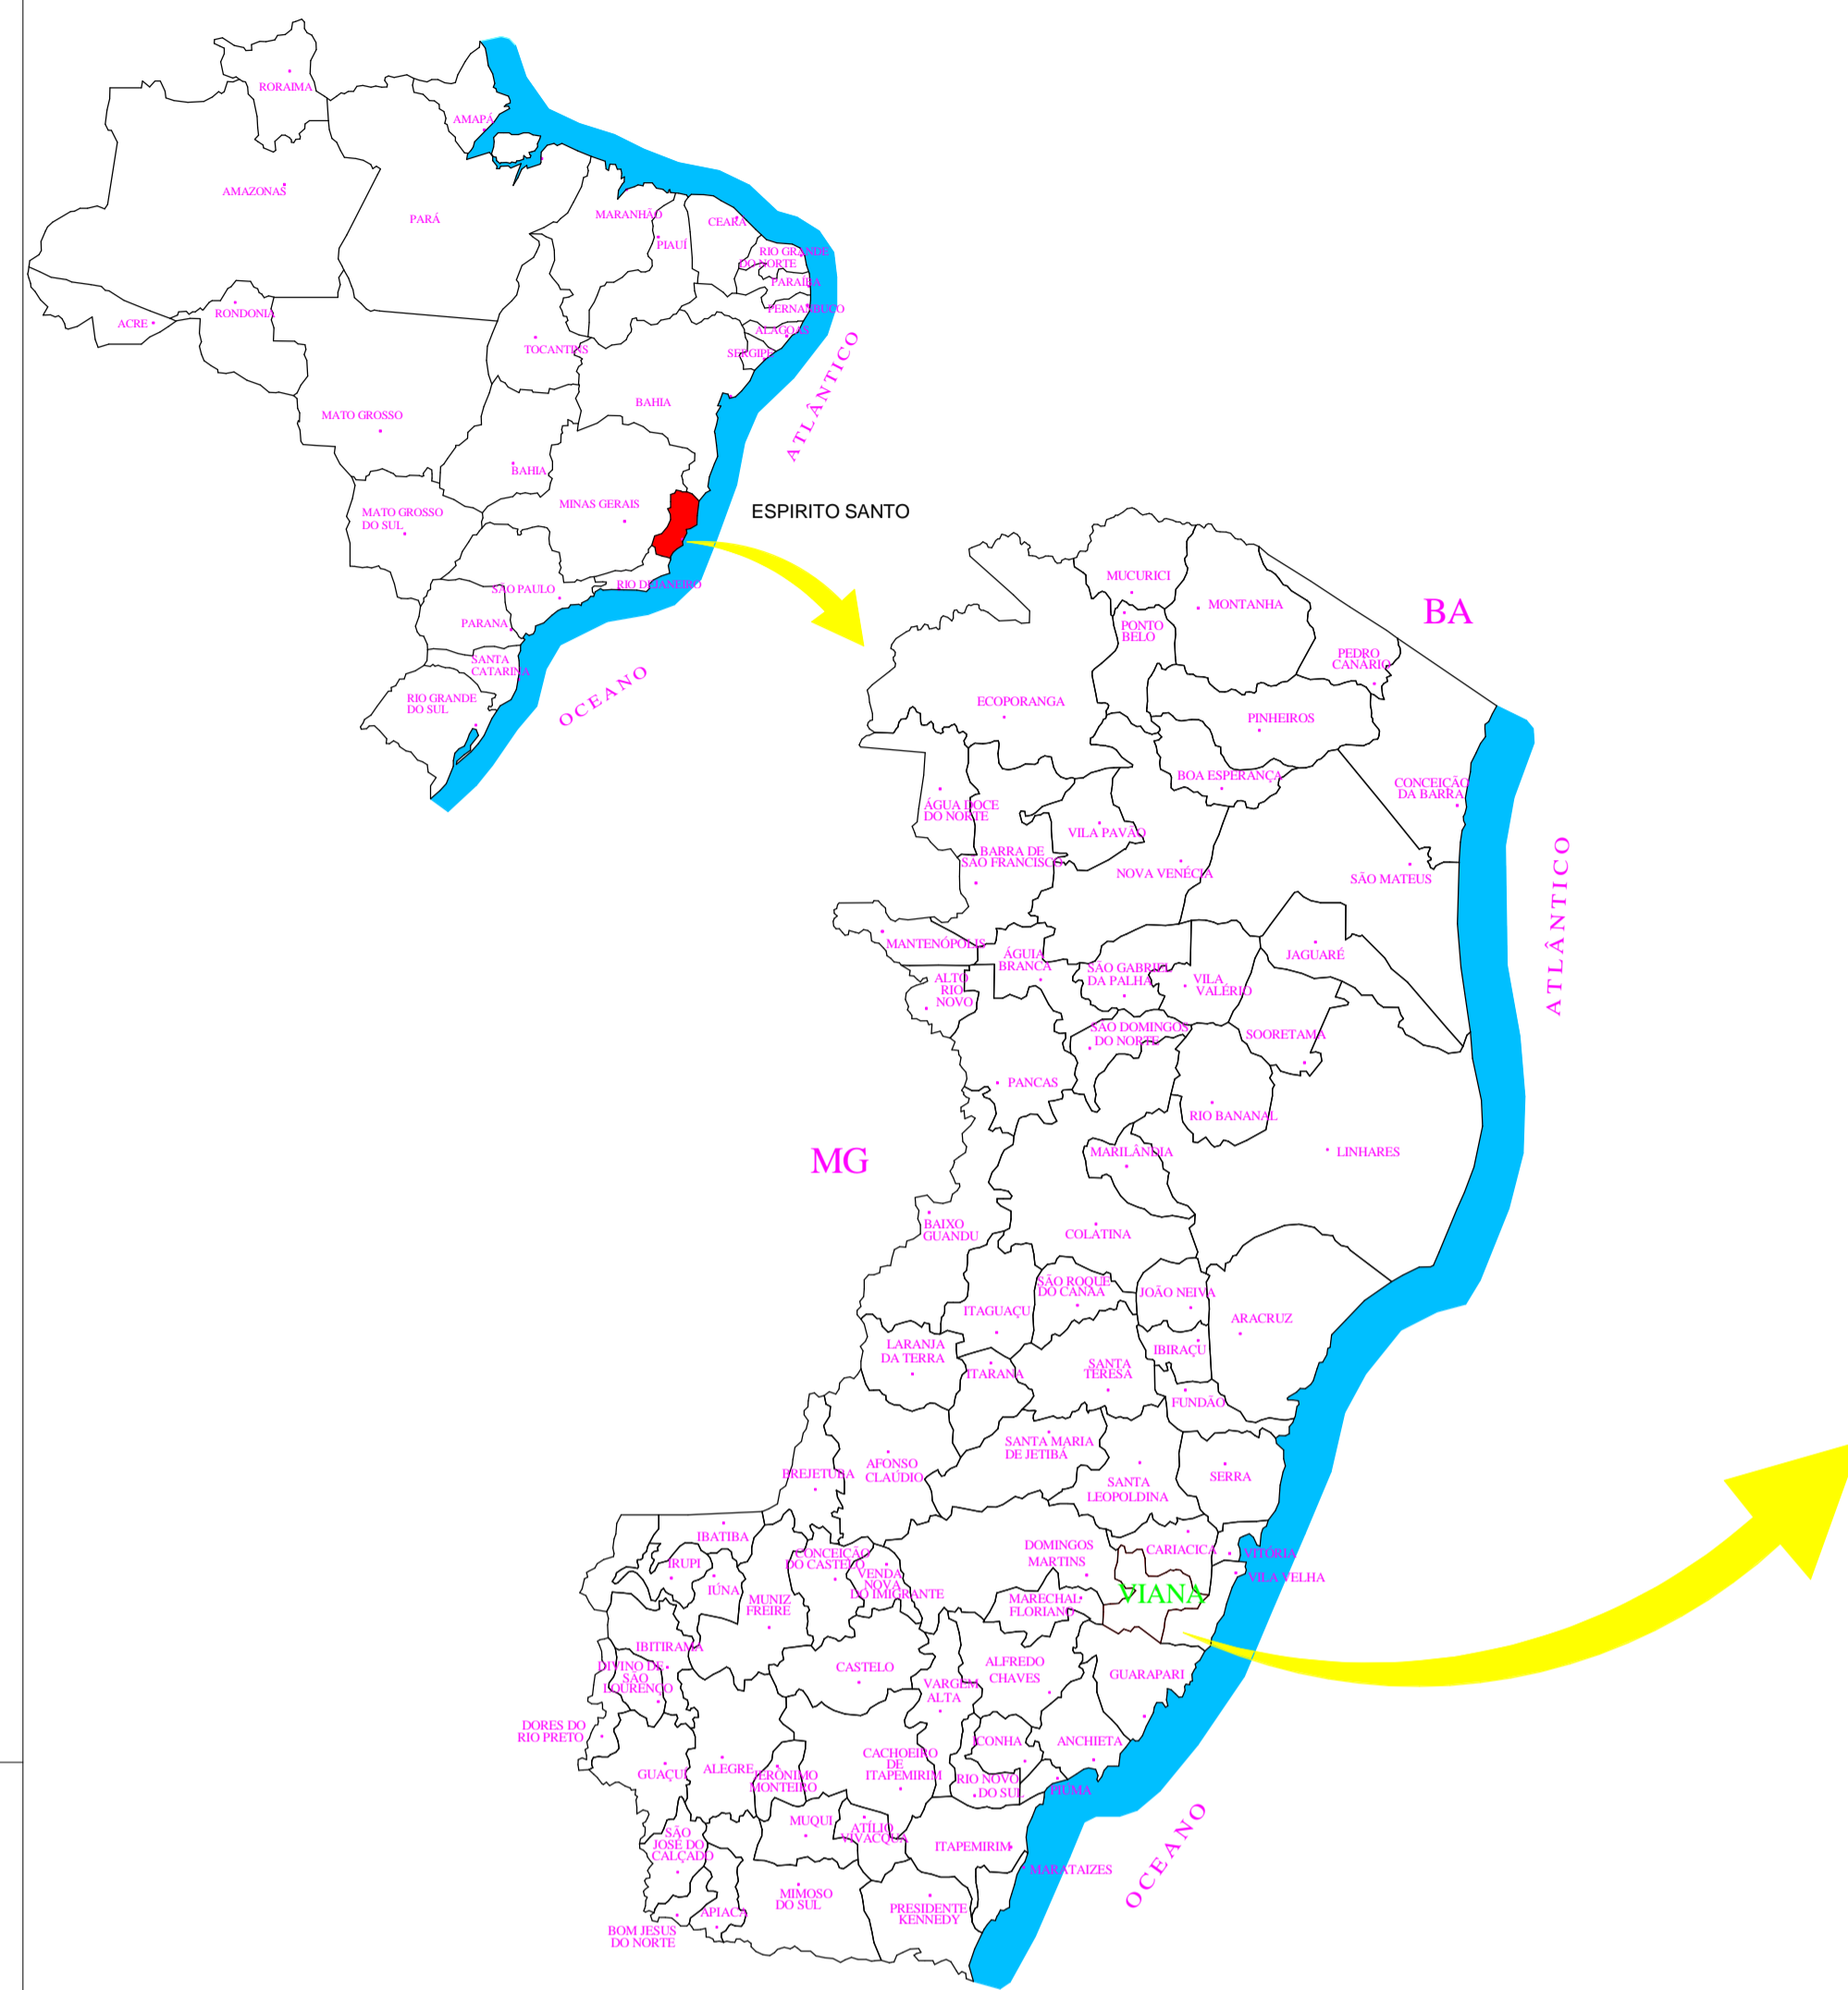 RORAIMA
AMAPÁ
AMAZONAS
PARÁ
MARANHÃO
CEARÁ
PIAUÍ
RIO GRANDE
DO NORTE
PARAÍBA
PERNANBUCO
ALAGOAS
SERGIPE
ACRE
RONDONIA
TOCANTINS
MATO GROSSO
BAHIA
BAHIA
MINAS GERAIS
MATO GROSSO
DO SUL
SÃO PAULO
RIO DEJANEIRO
PARANA
SANTA
CATARINA
RIO GRANDE
DO SUL
OCEANO
ATLÂNTICO
ESPIRITO SANTO
BA
MG
MUCURICI
MONTANHA
PONTO
BELO
PEDRO
CANÁRIO
ECOPORANGA
PINHEIROS
BOA ESPERANÇA
CONCEIÇÃO
DA BARRA
ÁGUA DOCE
DO NORTE
VILA PAVÃO
BARRA DE
SÃO FRANCISCO
NOVA VENÉCIA
SÃO MATEUS
MANTENÓPOLIS
ÁGUIA
BRANCA
JAGUARÉ
SÃO GABRIEL
DA PALHA
VILA
VALÉRIO
ALTO
RIO
NOVO
SÃO DOMINGOS
DO NORTE
SOORETAMA
PANCAS
RIO BANANAL
MARILÂNDIA
LINHARES
BAIXO
GUANDU
COLATINA
SÃO ROQUE
DO CANAÃ
JOÃO NEIVA
ITAGUAÇU
ARACRUZ
LARANJA
DA TERRA
IBIRAÇU
ITARANA
SANTA
TERESA
FUNDÃO
SANTA MARIA
DE JETIBÁ
AFONSO
CLAÚDIO
BREJETUBA
SERRA
SANTA
LEOPOLDINA
IBATIBA
DOMINGOS
MARTINS
CARIACICA
VITÓRIA
VILA VELHA
CONCEIÇÃO
DO CASTELO
VENDA
NOVA
DO IMIGRANTE
IRUPI
IÚNA
MUNIZ
FREIRE
MARECHAL
FLORIANO
VIANA
IBITIRAMA
DIVINO DE
SÃO
LOURENÇO
CASTELO
ALFREDO
CHAVES
GUARAPARI
VARGEM
ALTA
DORES DO
RIO PRETO
ICONHA
ANCHIETA
GUAÇUÍ
ALEGRE
JERÔNIMO
MONTEIRO
CACHOEIRO
DE
ITAPEMIRIM
RIO NOVO
DO SUL
PIÚMA
MUQUI
ATÍLIO
VIVACQUA
ITAPEMIRIM
SÃO
JOSÉ DO
CALÇADO
MARATAIZES
MIMOSO
DO SUL
PRESIDENTE
KENNEDY
APIACÁ
BOM JESUS
DO NORTE
OCEANO
ATLÂNTICO